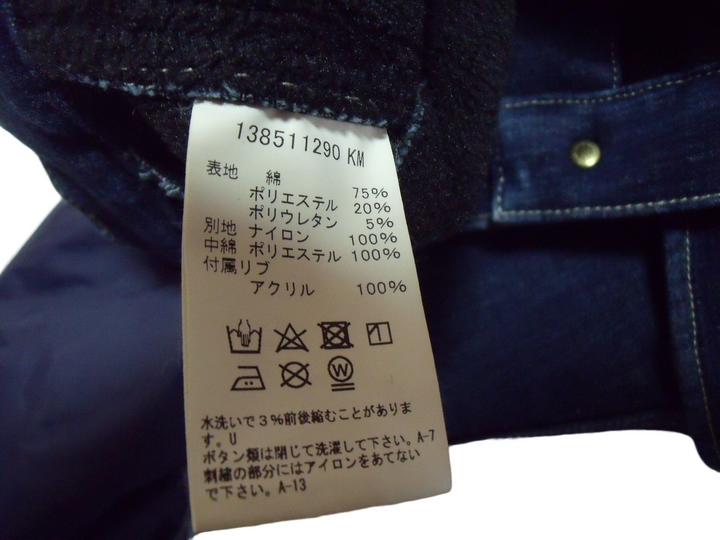 138511290 KM
表地 綿 75%
ポリエステル 20%
ポリウレタン 5%
別地 ナイロン 100%
中綿 ポリエステル 100%
付属リブ
アクリル 100%
W
水洗いで3%前後縮むことがありま
す。U
ボタン類は閉じて洗濯して下さい。A-7
刺繍の部分にはアイロンをあてない
で下さい。A-13